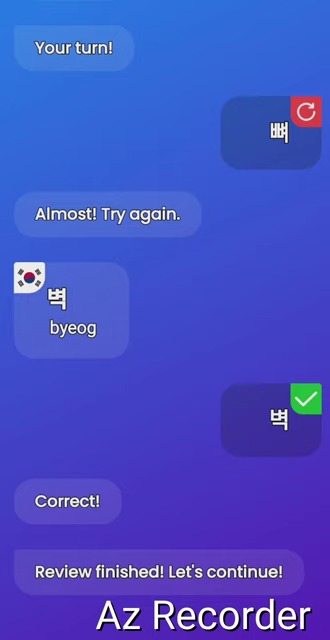 Your turn!
뼈
Almost! Try again.
벽
byeog
벽
Correct!
Review finished! Let's continue!
Az Recorder